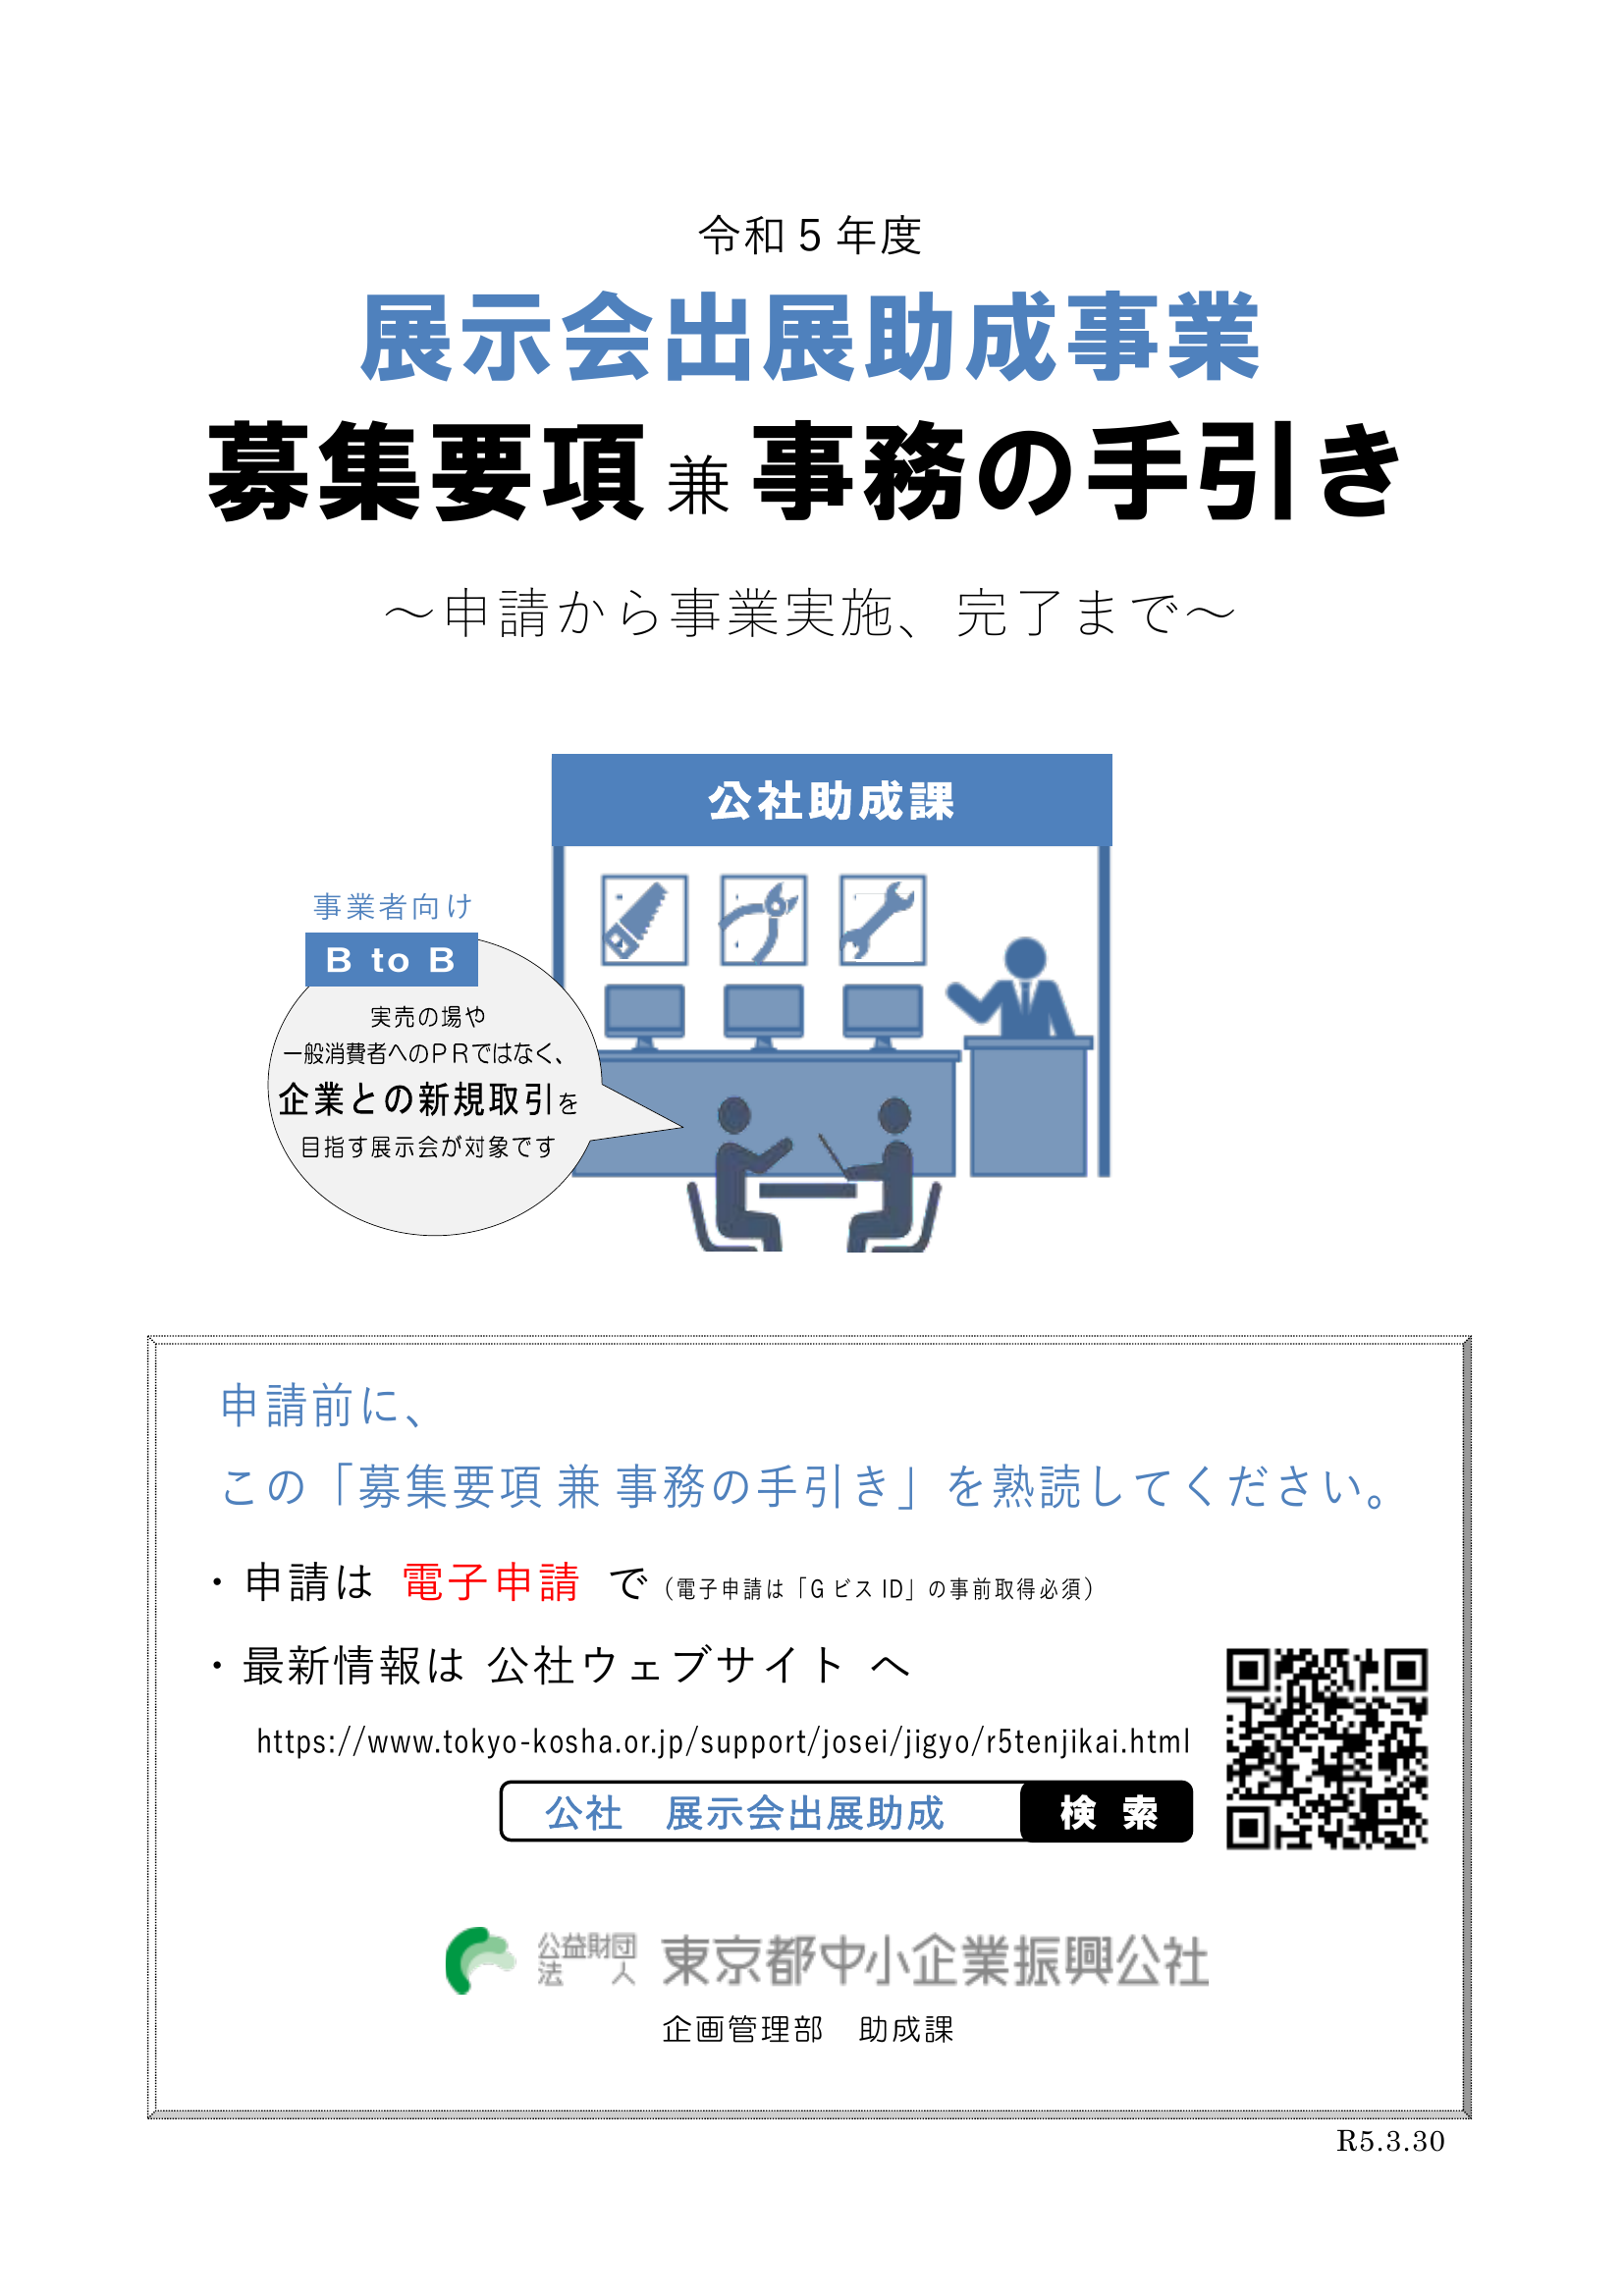 令和5年度
展示会出展助成事業
募集要項 兼 事務の手引き
～申請から事業実施、完了まで～
公社助成課
事業者向け
B to B
実売の場や
一般消費者へのPRではなく、
企業との新規取引を
目指す展示会が対象です
申請前に、
この「募集要項 兼 事務の手引き」を熟読してください。
・申請は 電子申請 で（電子申請は「GビスID」の事前取得必須）
・最新情報は 公社ウェブサイト へ
https://www.tokyo-kosha.or.jp/support/josei/jigyo/r5tenjikai.html
公社　展示会出展助成　検 索
公益財団法人 東京都中小企業振興公社
企画管理部　助成課
R5.3.30